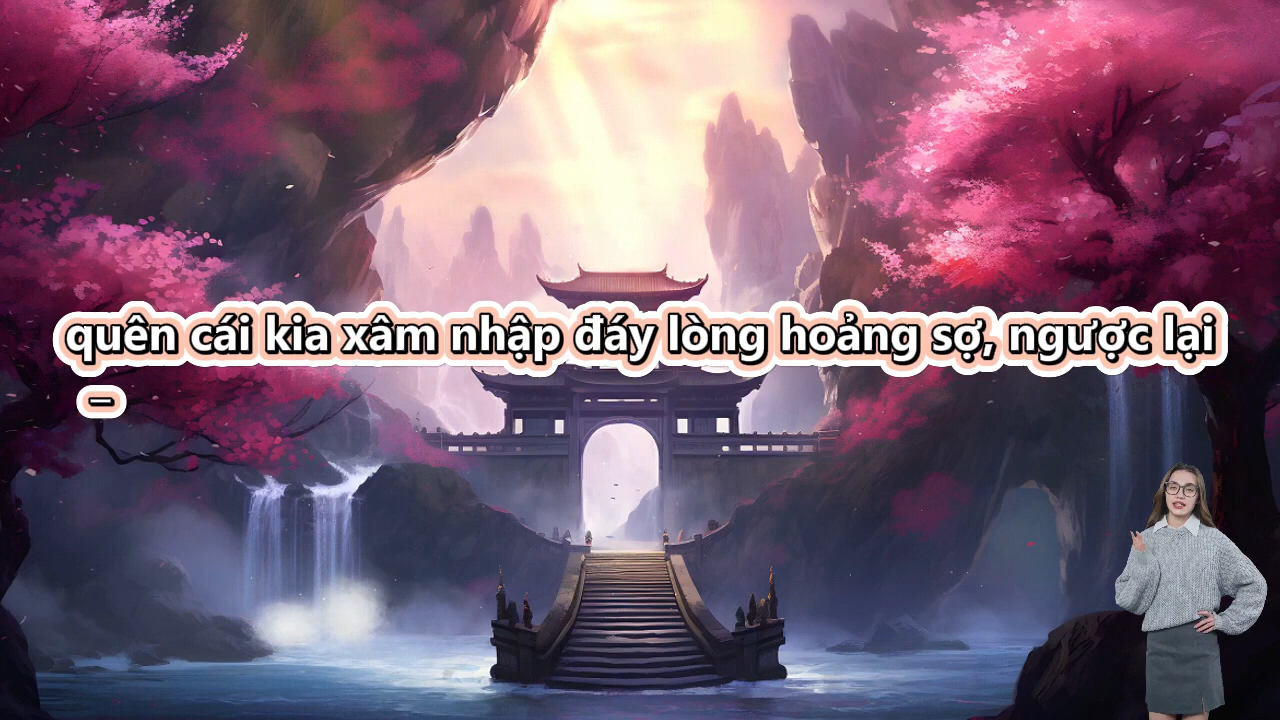 quên cái kia xâm nhập đáy lòng hoảng sợ, ngược lại
–